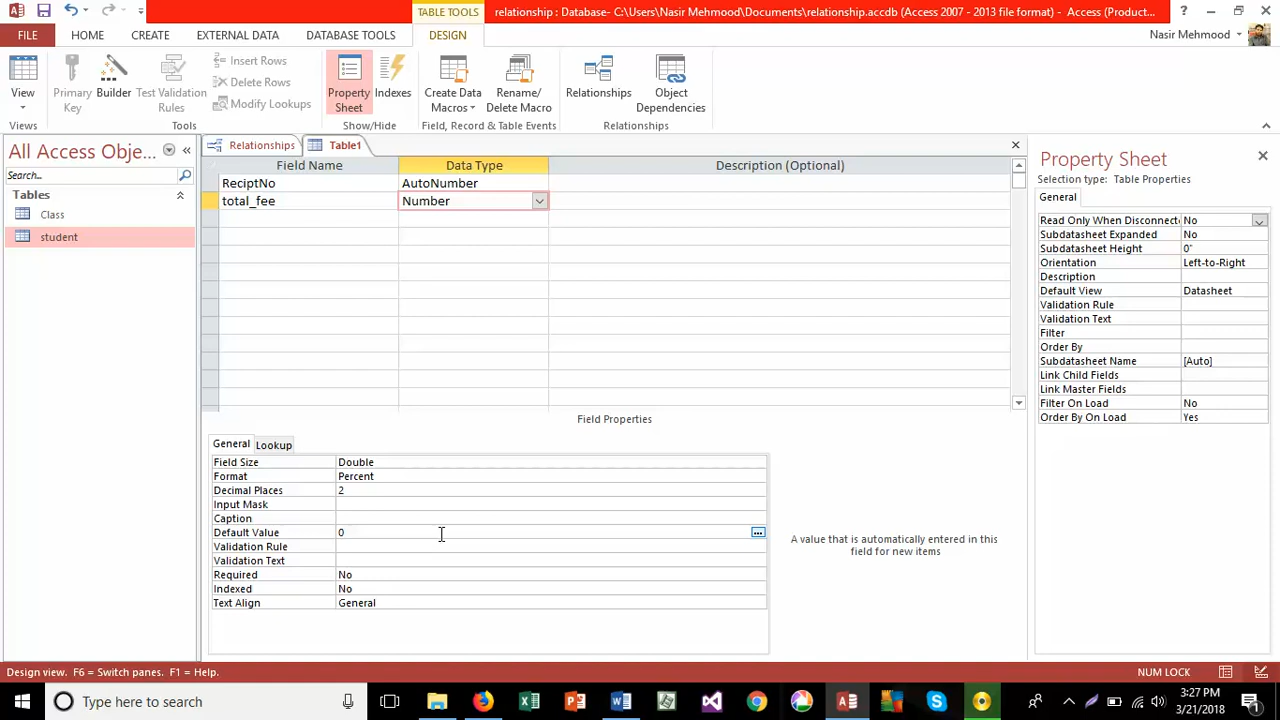 TABLE TOOLS
relationship : Database- C:\Users\Nasir Mehmood\Documents\relationship.accdb (Access 2007 - 2013 file format) - Access (Product...
FILE HOME CREATE EXTERNAL DATA DATABASE TOOLS DESIGN Nasir Mehmood
View
Primary Key
Builder
Test Validation Rules
Insert Rows
Delete Rows
Modify Lookups
Property Sheet
Indexes
Create Data Macros
Rename/ Delete Macro
Relationships
Object Dependencies
Views Tools Show/Hide Field, Record & Table Events Relationships
All Access Obje...
Search...
Tables
Class
student
Relationships Table1
Field Name Data Type Description (Optional)
ReciptNo AutoNumber
total_fee Number
Field Properties
General Lookup
Field Size Double
Format Percent
Decimal Places 2
Input Mask
Caption
Default Value 0
Validation Rule
Validation Text
Required No
Indexed No
Text Align General
A value that is automatically entered in this
field for new items
Property Sheet
Selection type: Table Properties
General
Read Only When Disconnecte No
Subdatasheet Expanded No
Subdatasheet Height 0"
Orientation Left-to-Right
Description
Default View Datasheet
Validation Rule
Validation Text
Filter
Order By
Subdatasheet Name [Auto]
Link Child Fields
Link Master Fields
Filter On Load No
Order By On Load Yes
Design view. F6 = Switch panes. F1 = Help. NUM LOCK
Type here to search
3:27 PM
3/21/2018